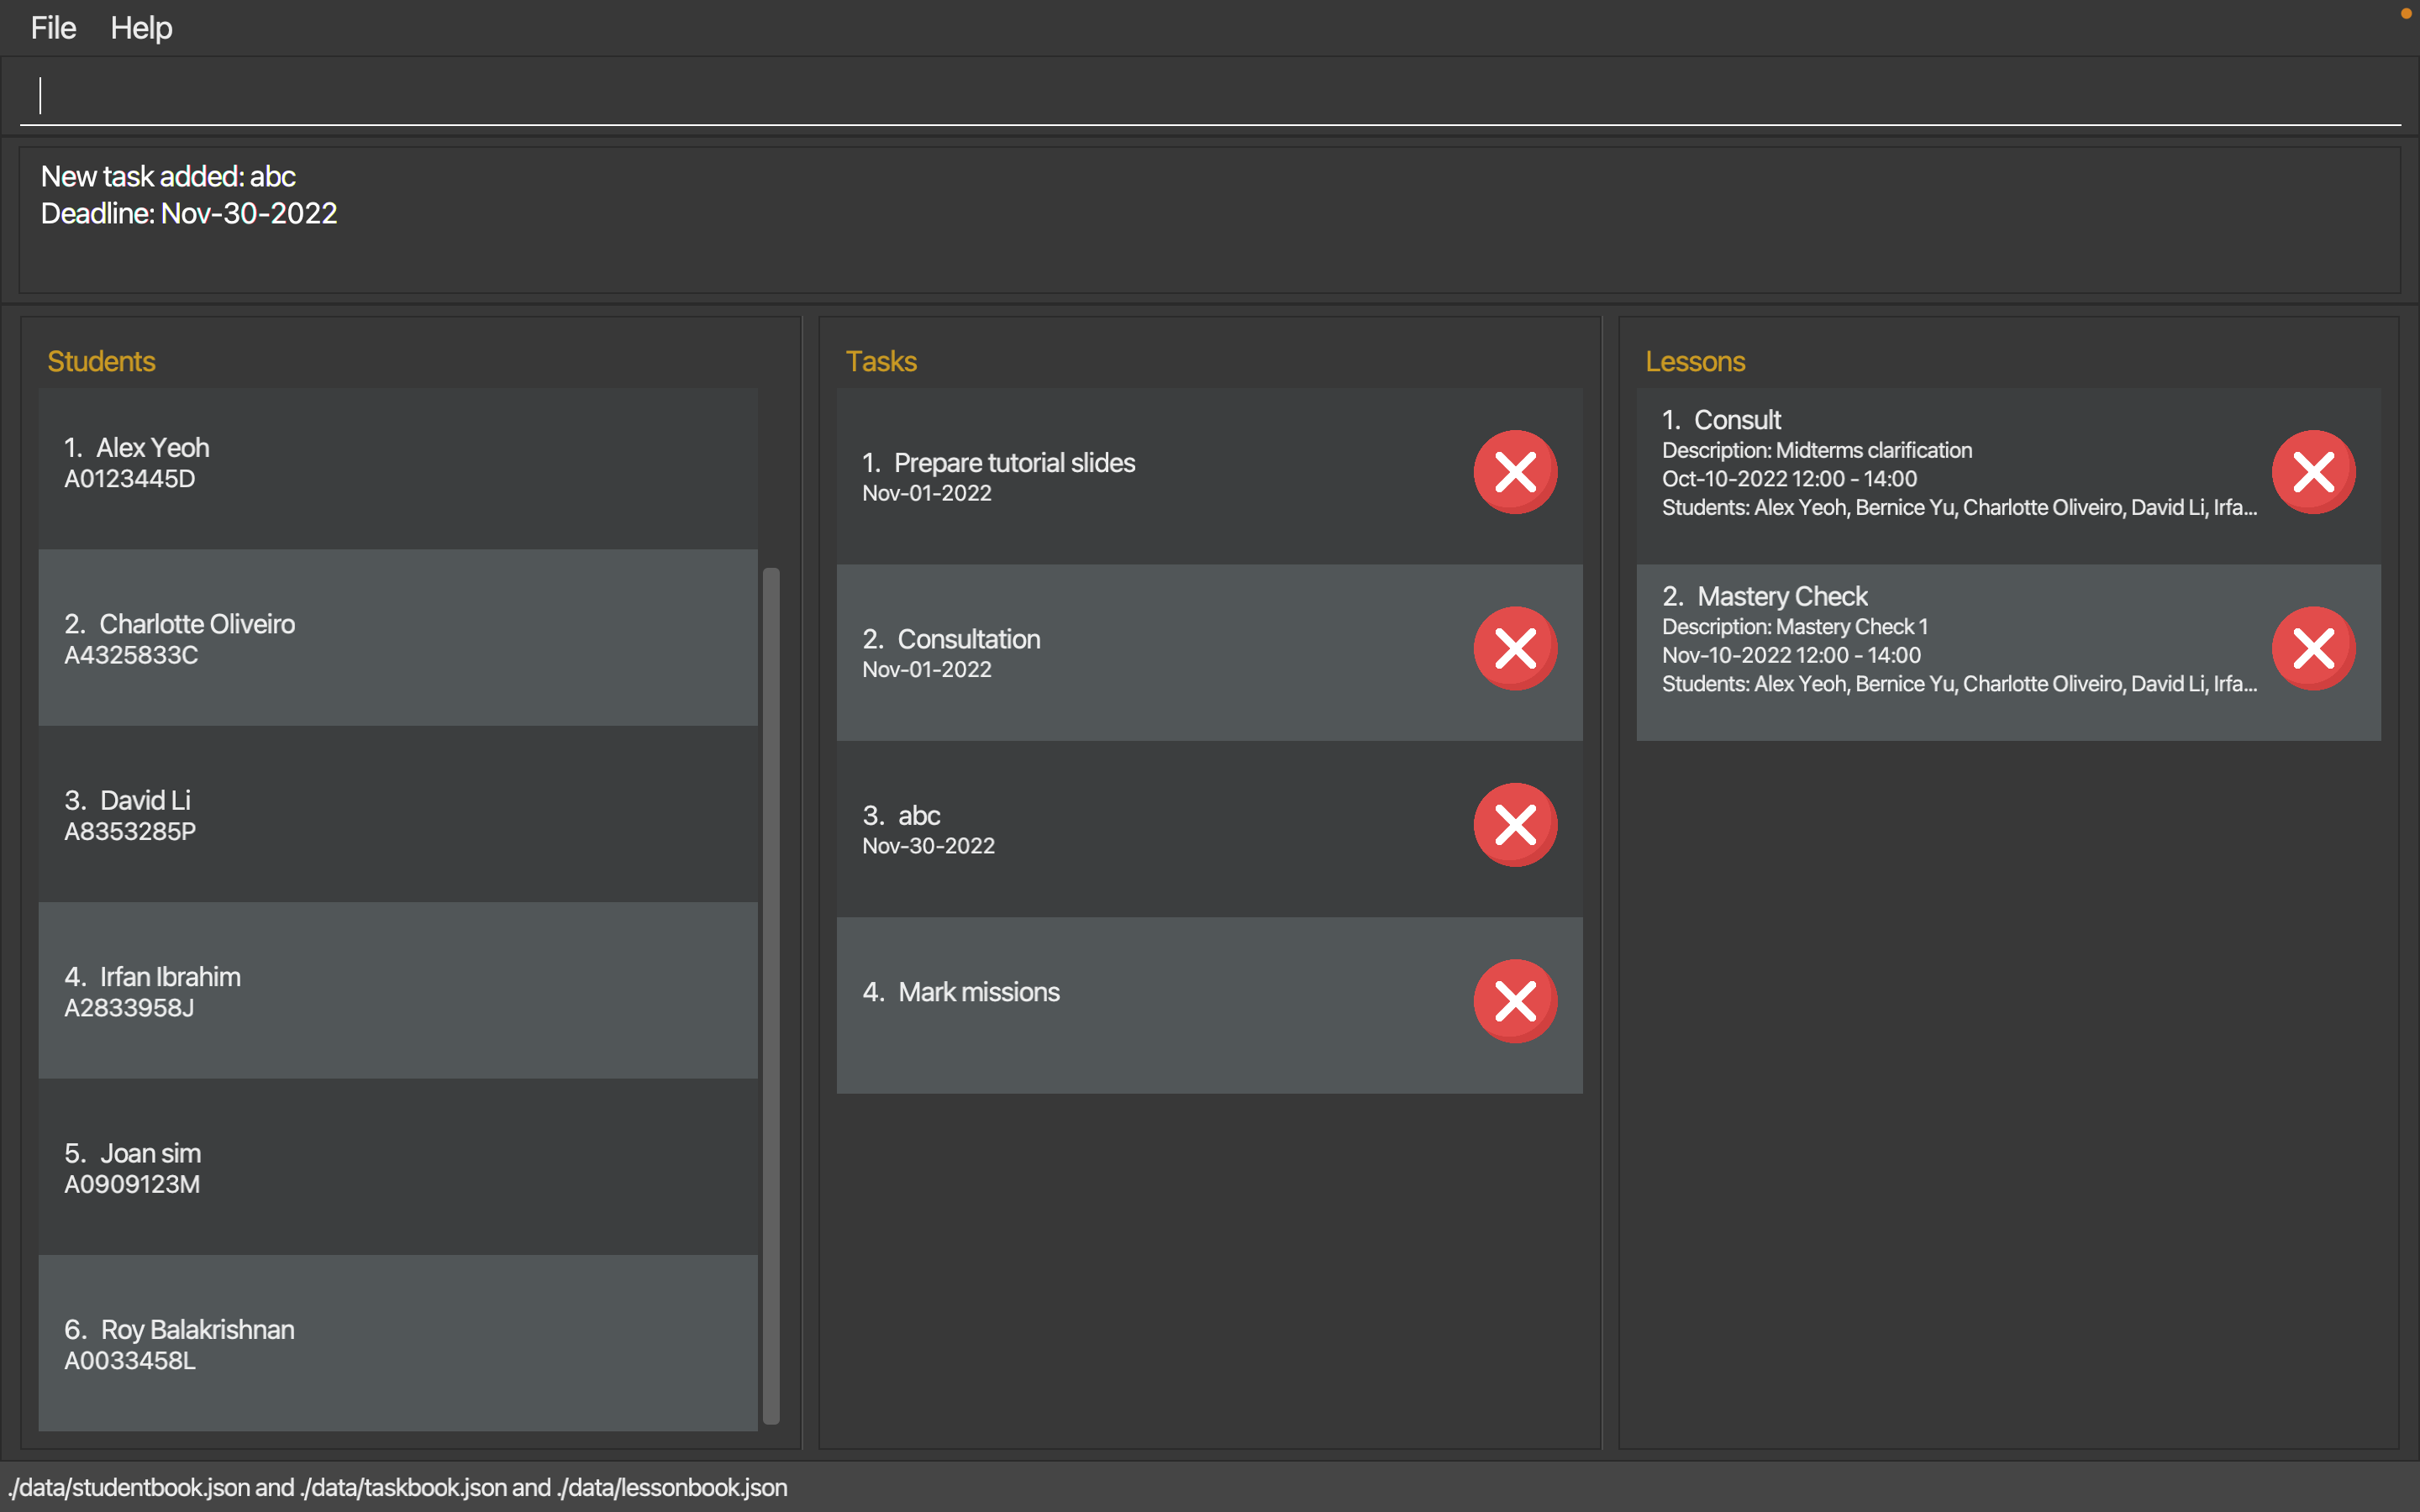 File Help
New task added: abc
Deadline: Nov-30-2022
Students
1. Alex Yeoh
A0123445D
2. Charlotte Oliveiro
A4325833C
3. David Li
A8353285P
4. Irfan Ibrahim
A2833958J
5. Joan sim
A0909123M
6. Roy Balakrishnan
A0033458L
Tasks
1. Prepare tutorial slides
Nov-01-2022
2. Consultation
Nov-01-2022
3. abc
Nov-30-2022
4. Mark missions
Lessons
1. Consult
Description: Midterms clarification
Oct-10-2022 12:00 - 14:00
Students: Alex Yeoh, Bernice Yu, Charlotte Oliveiro, David Li, Irfa...
2. Mastery Check
Description: Mastery Check 1
Nov-10-2022 12:00 - 14:00
Students: Alex Yeoh, Bernice Yu, Charlotte Oliveiro, David Li, Irfa...
./data/studentbook.json and ./data/taskbook.json and ./data/lessonbook.json